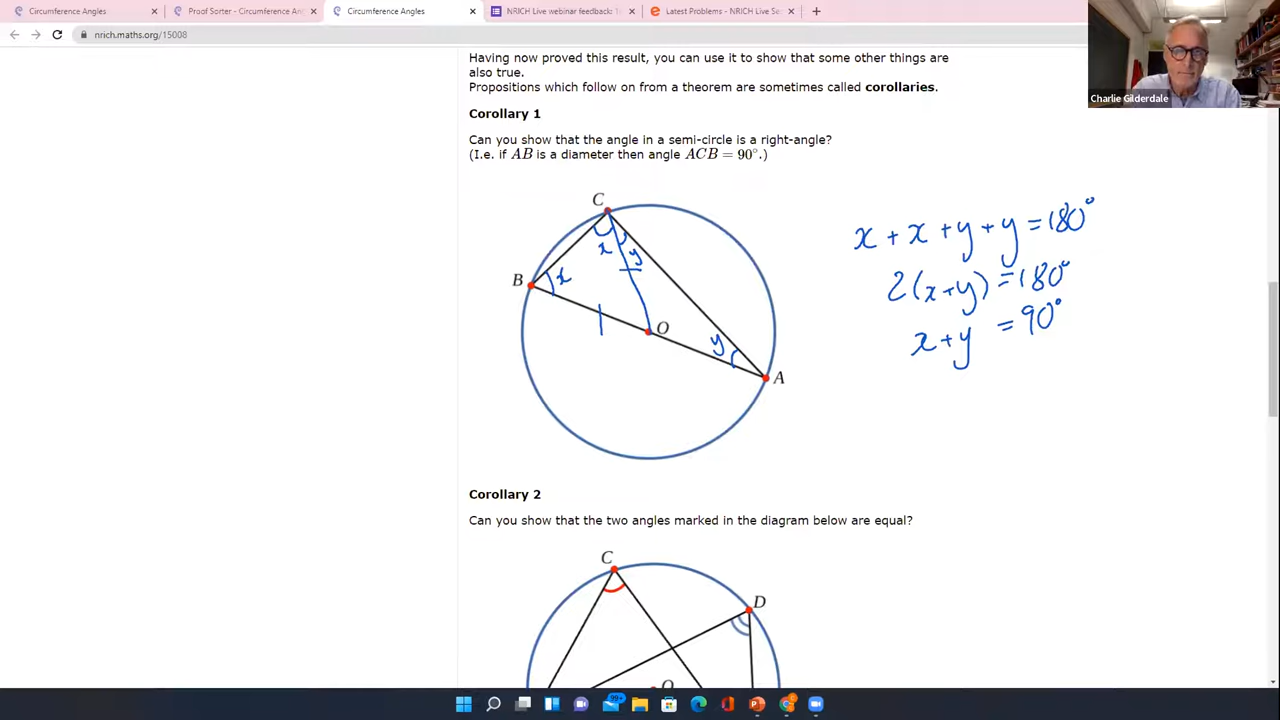 Circumference Angles
Proof Sorter - Circumference An
Circumference Angles
NRICH Live webinar feedback: 1
Latest Problems - NRICH Live Se
nrich.maths.org/15008
Having now proved this result, you can use it to show that some other things are
also true.
Propositions which follow on from a theorem are sometimes called corollaries.
Charlie Gilderdale
Corollary 1
Can you show that the angle in a semi-circle is a right-angle?
(I.e. if AB is a diameter then angle ACB = 90°.)
C
x + x + y + y = 180°
x
y
B
x
2(x+y) = 180°
O
y
x+y = 90°
A
Corollary 2
Can you show that the two angles marked in the diagram below are equal?
C
D
O
99+